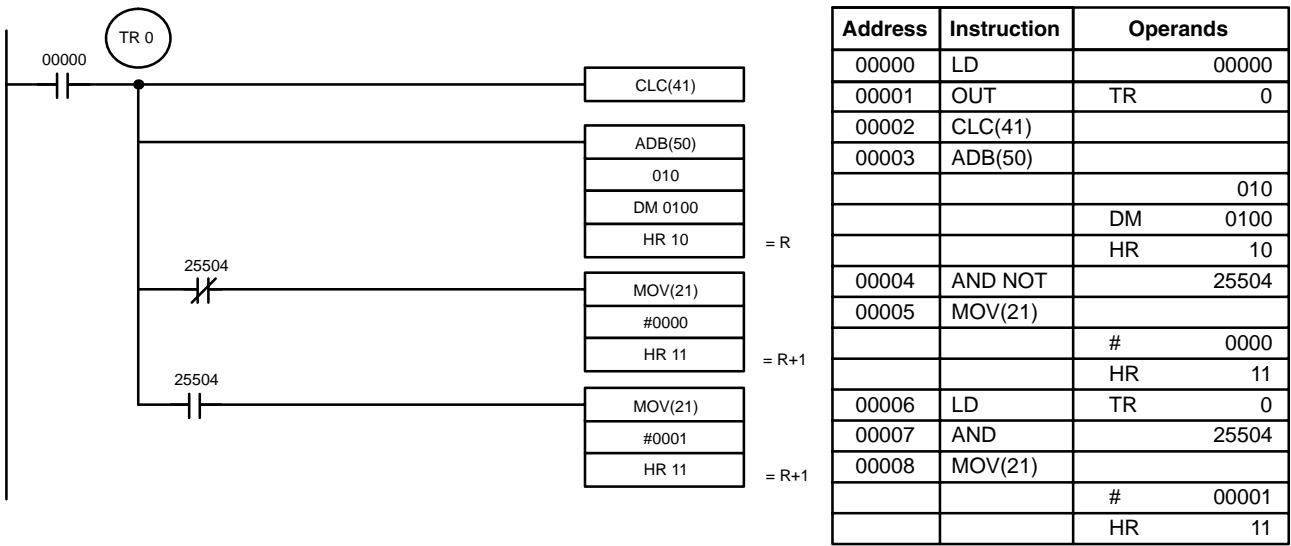 TR 0
00000
CLC(41)
ADB(50)
010
DM 0100
HR 10
= R
25504
MOV(21)
#0000
HR 11
= R+1
25504
MOV(21)
#0001
HR 11
= R+1
Address Instruction Operands
00000 LD 00000
00001 OUT TR 0
00002 CLC(41)
00003 ADB(50)
010
DM 0100
HR 10
00004 AND NOT 25504
00005 MOV(21)
# 0000
HR 11
00006 LD TR 0
00007 AND 25504
00008 MOV(21)
# 00001
HR 11